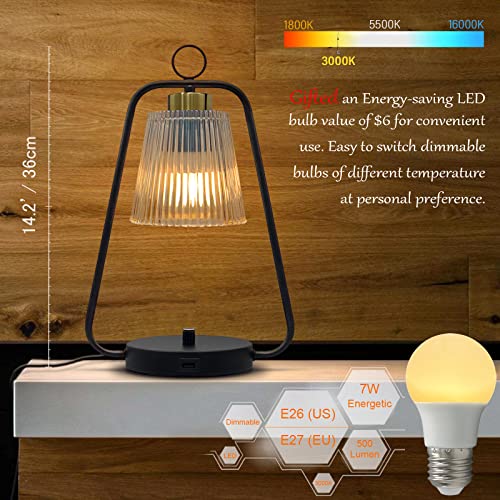 1800K 5500K 16000K
3000K
Gifted an Energy-saving LED
bulb value of $6 for convenient
use. Easy to switch dimmable
bulbs of different temperature
at personal preference.
14.2' / 36cm
7W
Energetic
Dimmable
E26 (US)
E27 (EU)
500
Lumen
LED
3000K